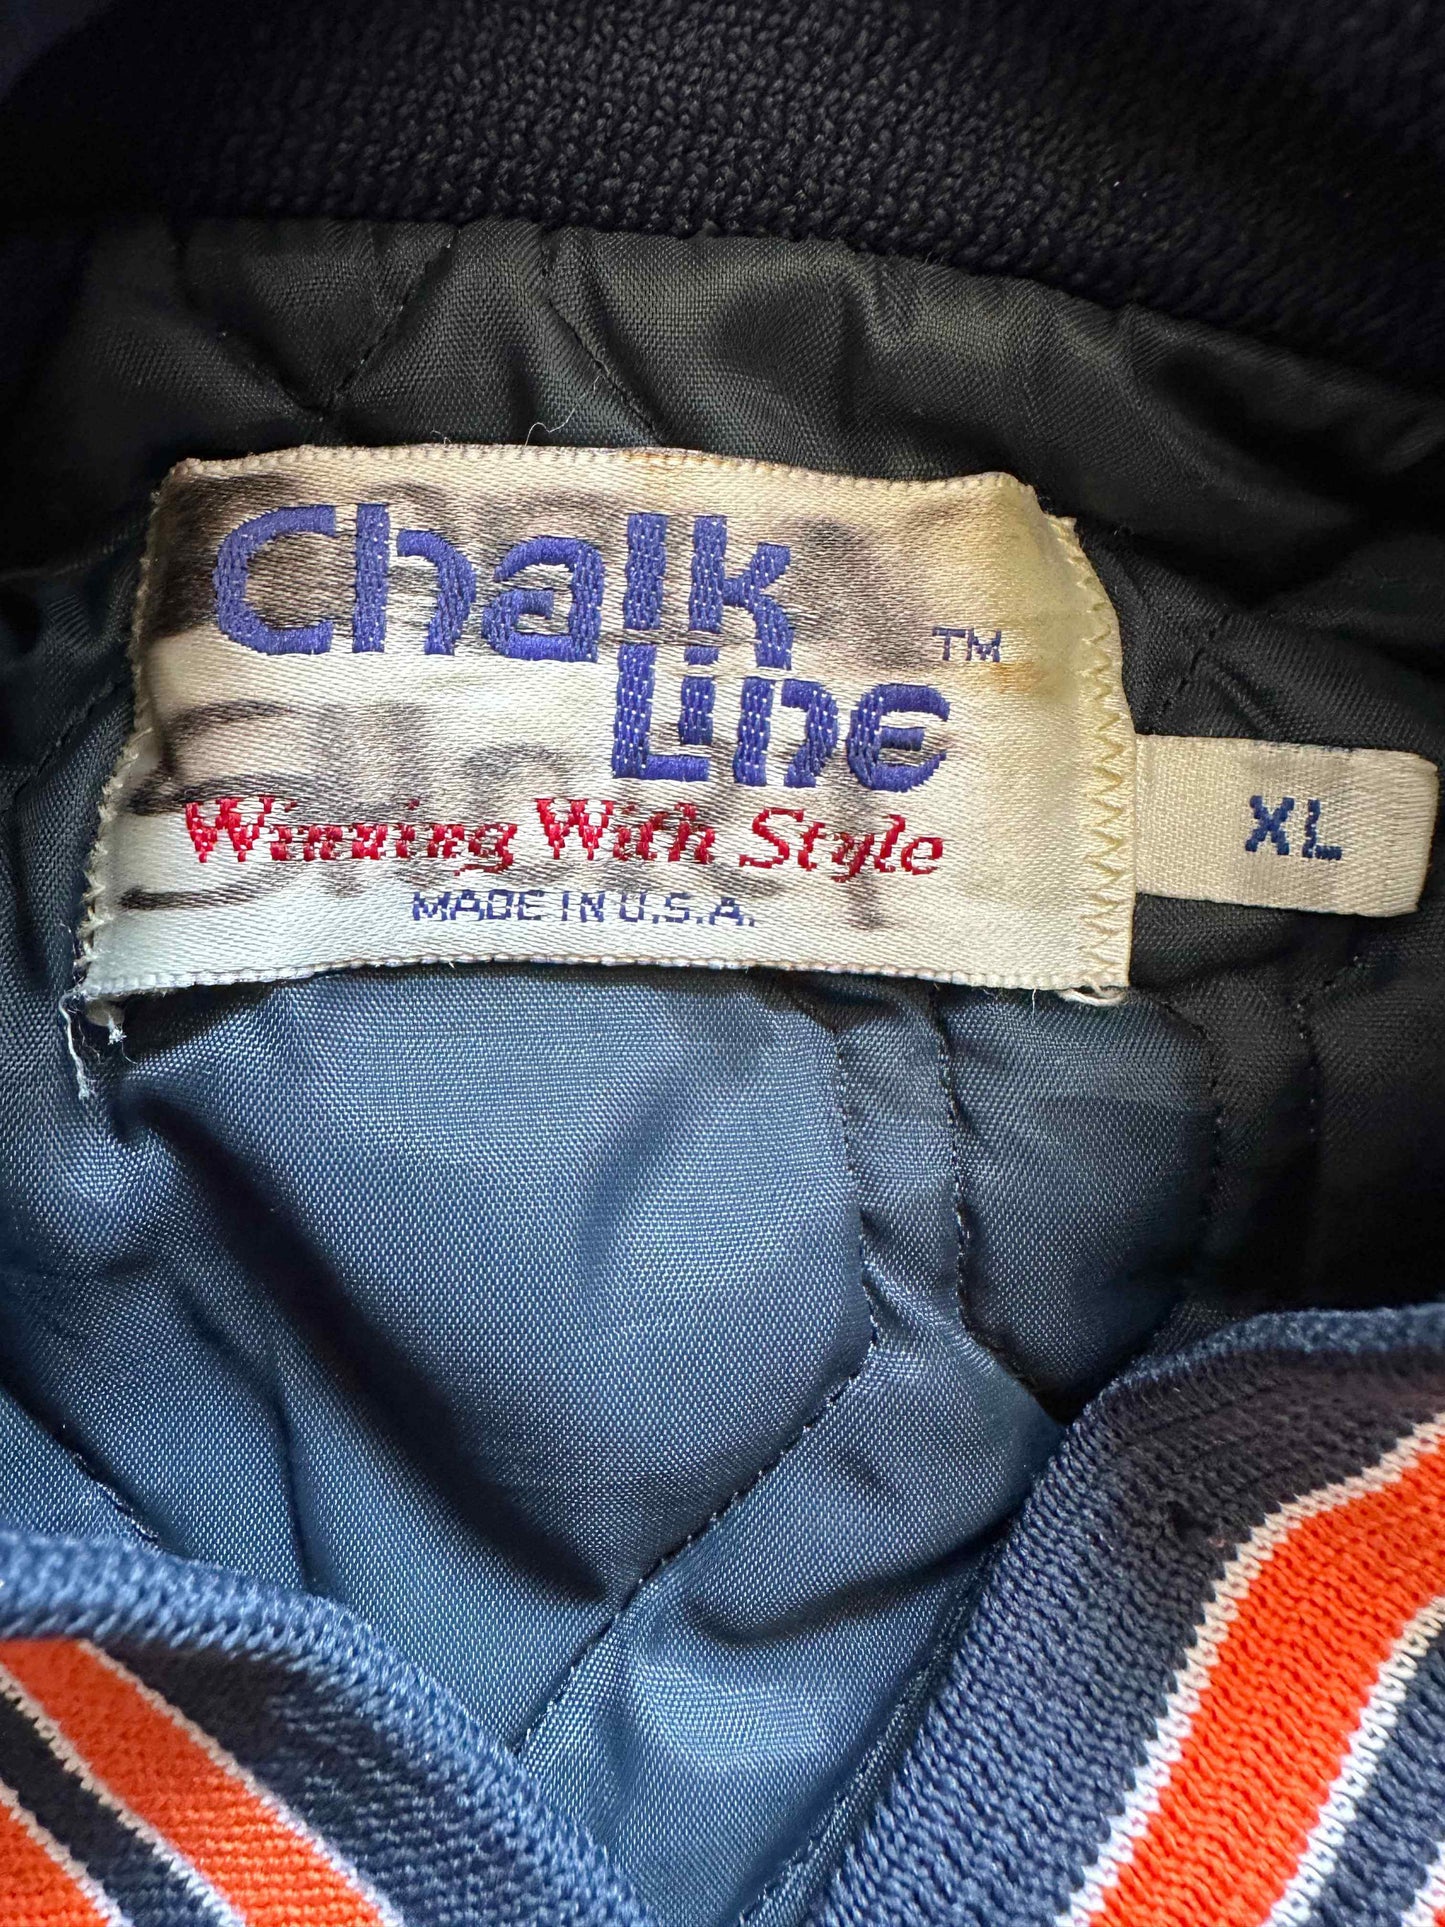 Chalk
Line TM
Winning With Style
MADE IN U.S.A.
XL